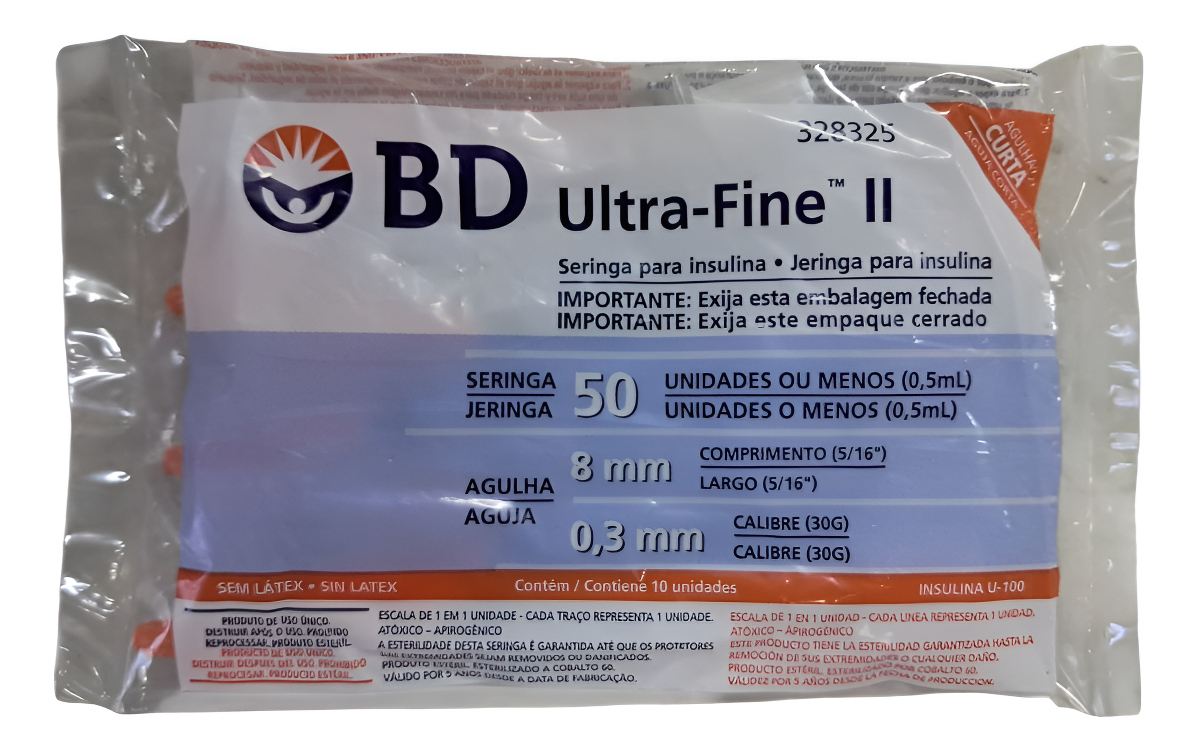 328325
AGULHA
CURTA
AGUJA CORTA
BD Ultra-Fine™ II
Seringa para insulina • Jeringa para insulina
IMPORTANTE: Exija esta embalagem fechada
IMPORTANTE: Exija este empaque cerrado
SERINGA
JERINGA
50
UNIDADES OU MENOS (0,5mL)
UNIDADES O MENOS (0,5mL)
AGULHA
AGUJA
8 mm
COMPRIMENTO (5/16")
LARGO (5/16")
0,3 mm
CALIBRE (30G)
CALIBRE (30G)
SEM LÁTEX • SIN LATEX
Contém / Contiene 10 unidades
INSULINA U-100
PRODUTO DE USO ÚNICO.
DESTRUIR APÓS O USO. PROIBIDO
REPROCESSAR. PRODUTO ESTÉRIL.
PRODUCTO DE USO ÚNICO.
DESTRUIR DESPUES DEL USO. PROHIBIDO
REPROCESAR. PRODUCTO ESTÉRIL.
ESCALA DE 1 EM 1 UNIDADE - CADA TRAÇO REPRESENTA 1 UNIDADE.
ATÓXICO – APIROGÊNICO
A ESTERILIDADE DESTA SERINGA É GARANTIDA ATÉ QUE OS PROTETORES
DAS EXTREMIDADES SEJAM REMOVIDOS OU DANIFICADOS.
PRODUTO ESTÉRIL. ESTERILIZADO A COBALTO 60.
VÁLIDO POR 5 ANOS DESDE A DATA DE FABRICAÇÃO.
ESCALA DE 1 EN 1 UNIDAD - CADA LINEA REPRESENTA 1 UNIDAD.
ATÓXICO – APIROGÉNICO
ESTE PRODUCTO TIENE LA ESTERILIDAD GARANTIZADA HASTA LA
REMOCIÓN DE SUS EXTREMIDADES O CUALQUIER DAÑO.
PRODUCTO ESTÉRIL. ESTERILIZADO POR COBALTO 60.
VÁLIDEZ POR 5 AÑOS DESDE LA FECHA DE PRODUCCION.